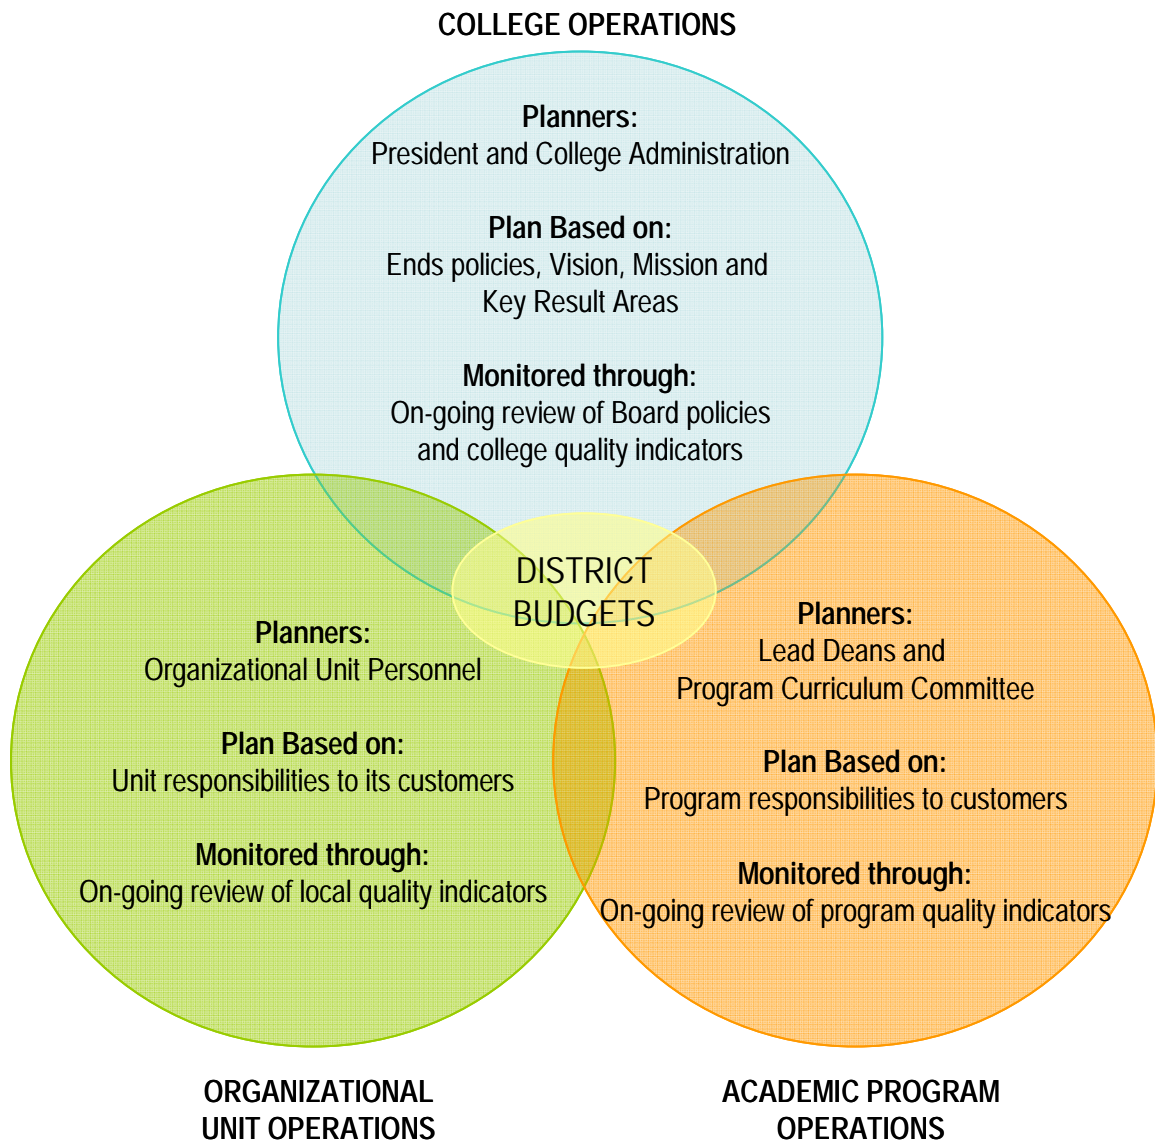 COLLEGE OPERATIONS
Planners:
President and College Administration
Plan Based on:
Ends policies, Vision, Mission and
Key Result Areas
Monitored through:
On-going review of Board policies
and college quality indicators
DISTRICT
BUDGETS
Planners:
Organizational Unit Personnel
Plan Based on:
Unit responsibilities to its customers
Monitored through:
On-going review of local quality indicators
Planners:
Lead Deans and
Program Curriculum Committee
Plan Based on:
Program responsibilities to customers
Monitored through:
On-going review of program quality indicators
ORGANIZATIONAL
UNIT OPERATIONS
ACADEMIC PROGRAM
OPERATIONS